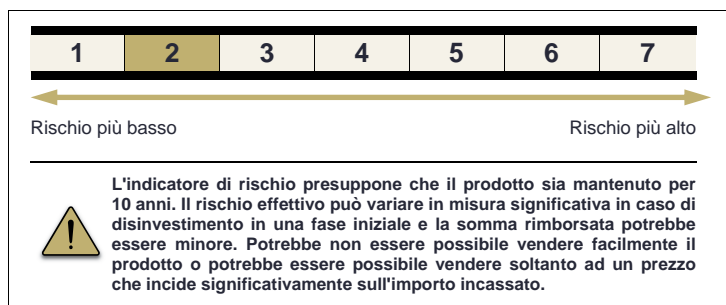 1 2 3 4 5 6 7
Rischio più basso Rischio più alto
L'indicatore di rischio presuppone che il prodotto sia mantenuto per
10 anni. Il rischio effettivo può variare in misura significativa in caso di
disinvestimento in una fase iniziale e la somma rimborsata potrebbe
essere minore. Potrebbe non essere possibile vendere facilmente il
prodotto o potrebbe essere possibile vendere soltanto ad un prezzo
che incide significativamente sull'importo incassato.